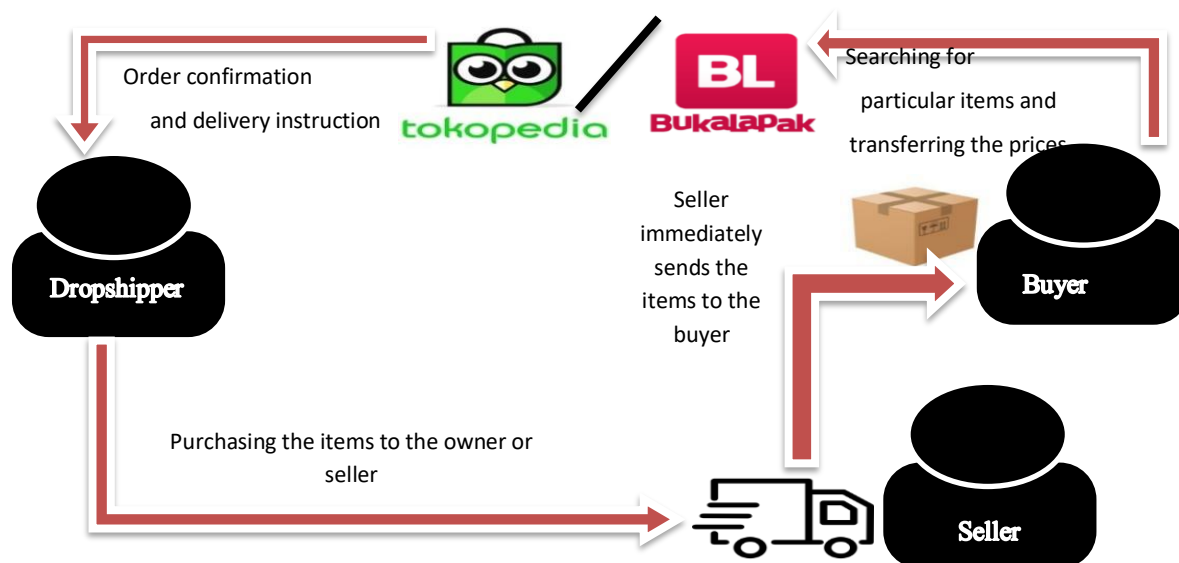 Order confirmation
and delivery instruction
tokopedia
BL
BukaLaPak
Searching for
particular items and
transferring the prices
Seller
immediately
sends the
items to the
buyer
Dropshipper
Buyer
Purchasing the items to the owner or
seller
Seller